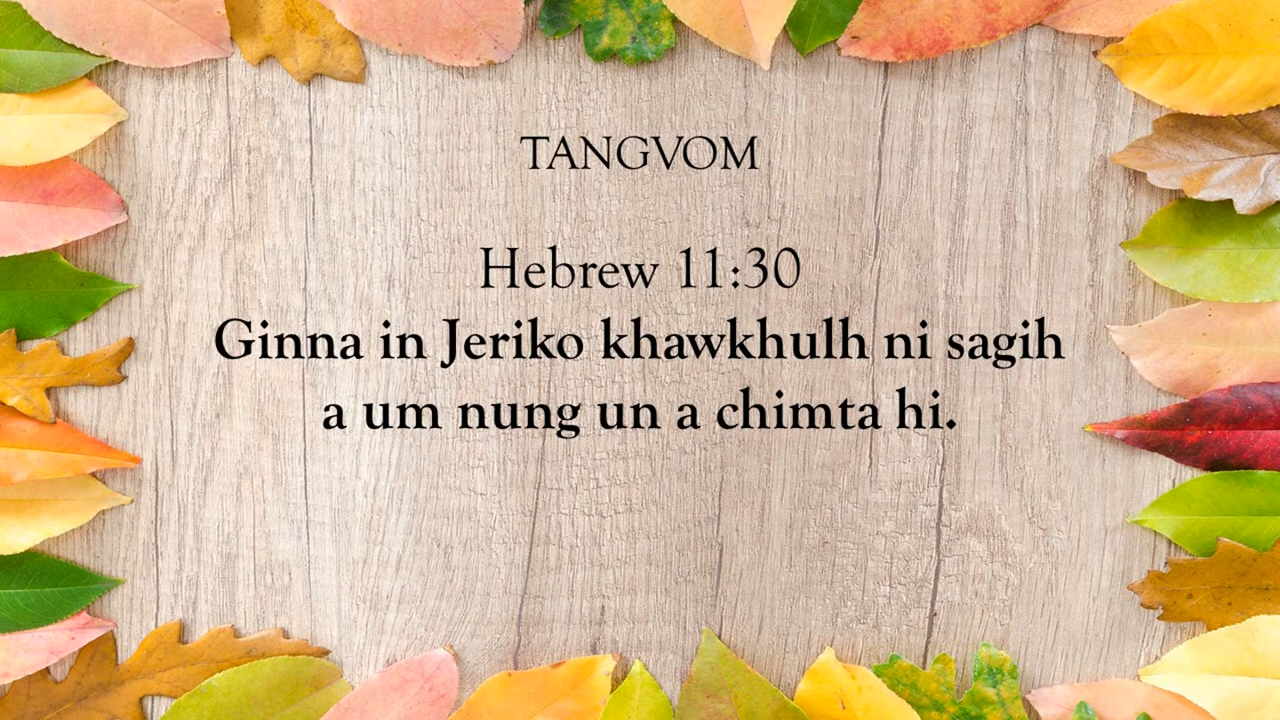 TANGVOM
Hebrew 11:30
Ginna in Jeriko khawkhulh ni sagih
a um nung un a chimta hi.